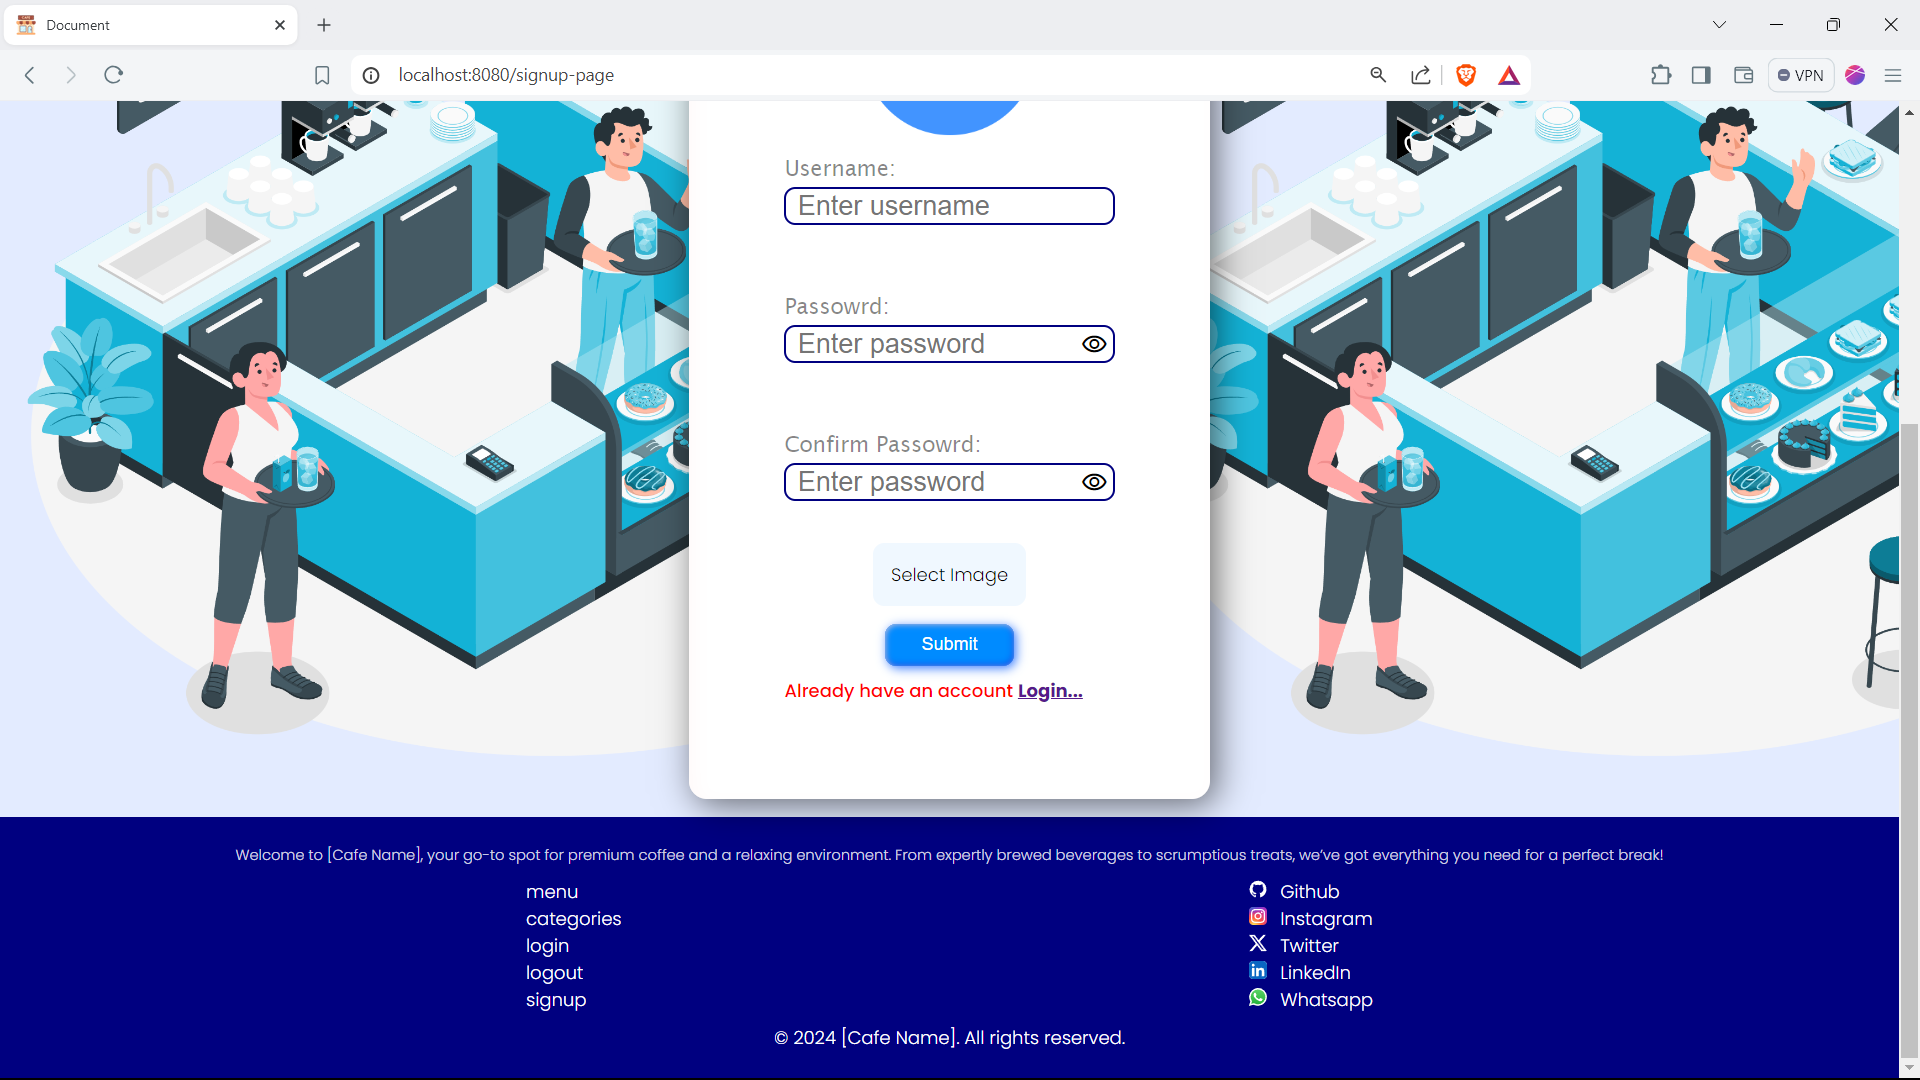 Document
localhost:8080/signup-page
VPN
Username:
Enter username
Passowrd:
Enter password
Confirm Passowrd:
Enter password
Select Image
Submit
Already have an account Login...
Welcome to [Cafe Name], your go-to spot for premium coffee and a relaxing environment. From expertly brewed beverages to scrumptious treats, we've got everything you need for a perfect break!
menu
categories
login
logout
signup
Github
Instagram
Twitter
LinkedIn
Whatsapp
© 2024 [Cafe Name]. All rights reserved.